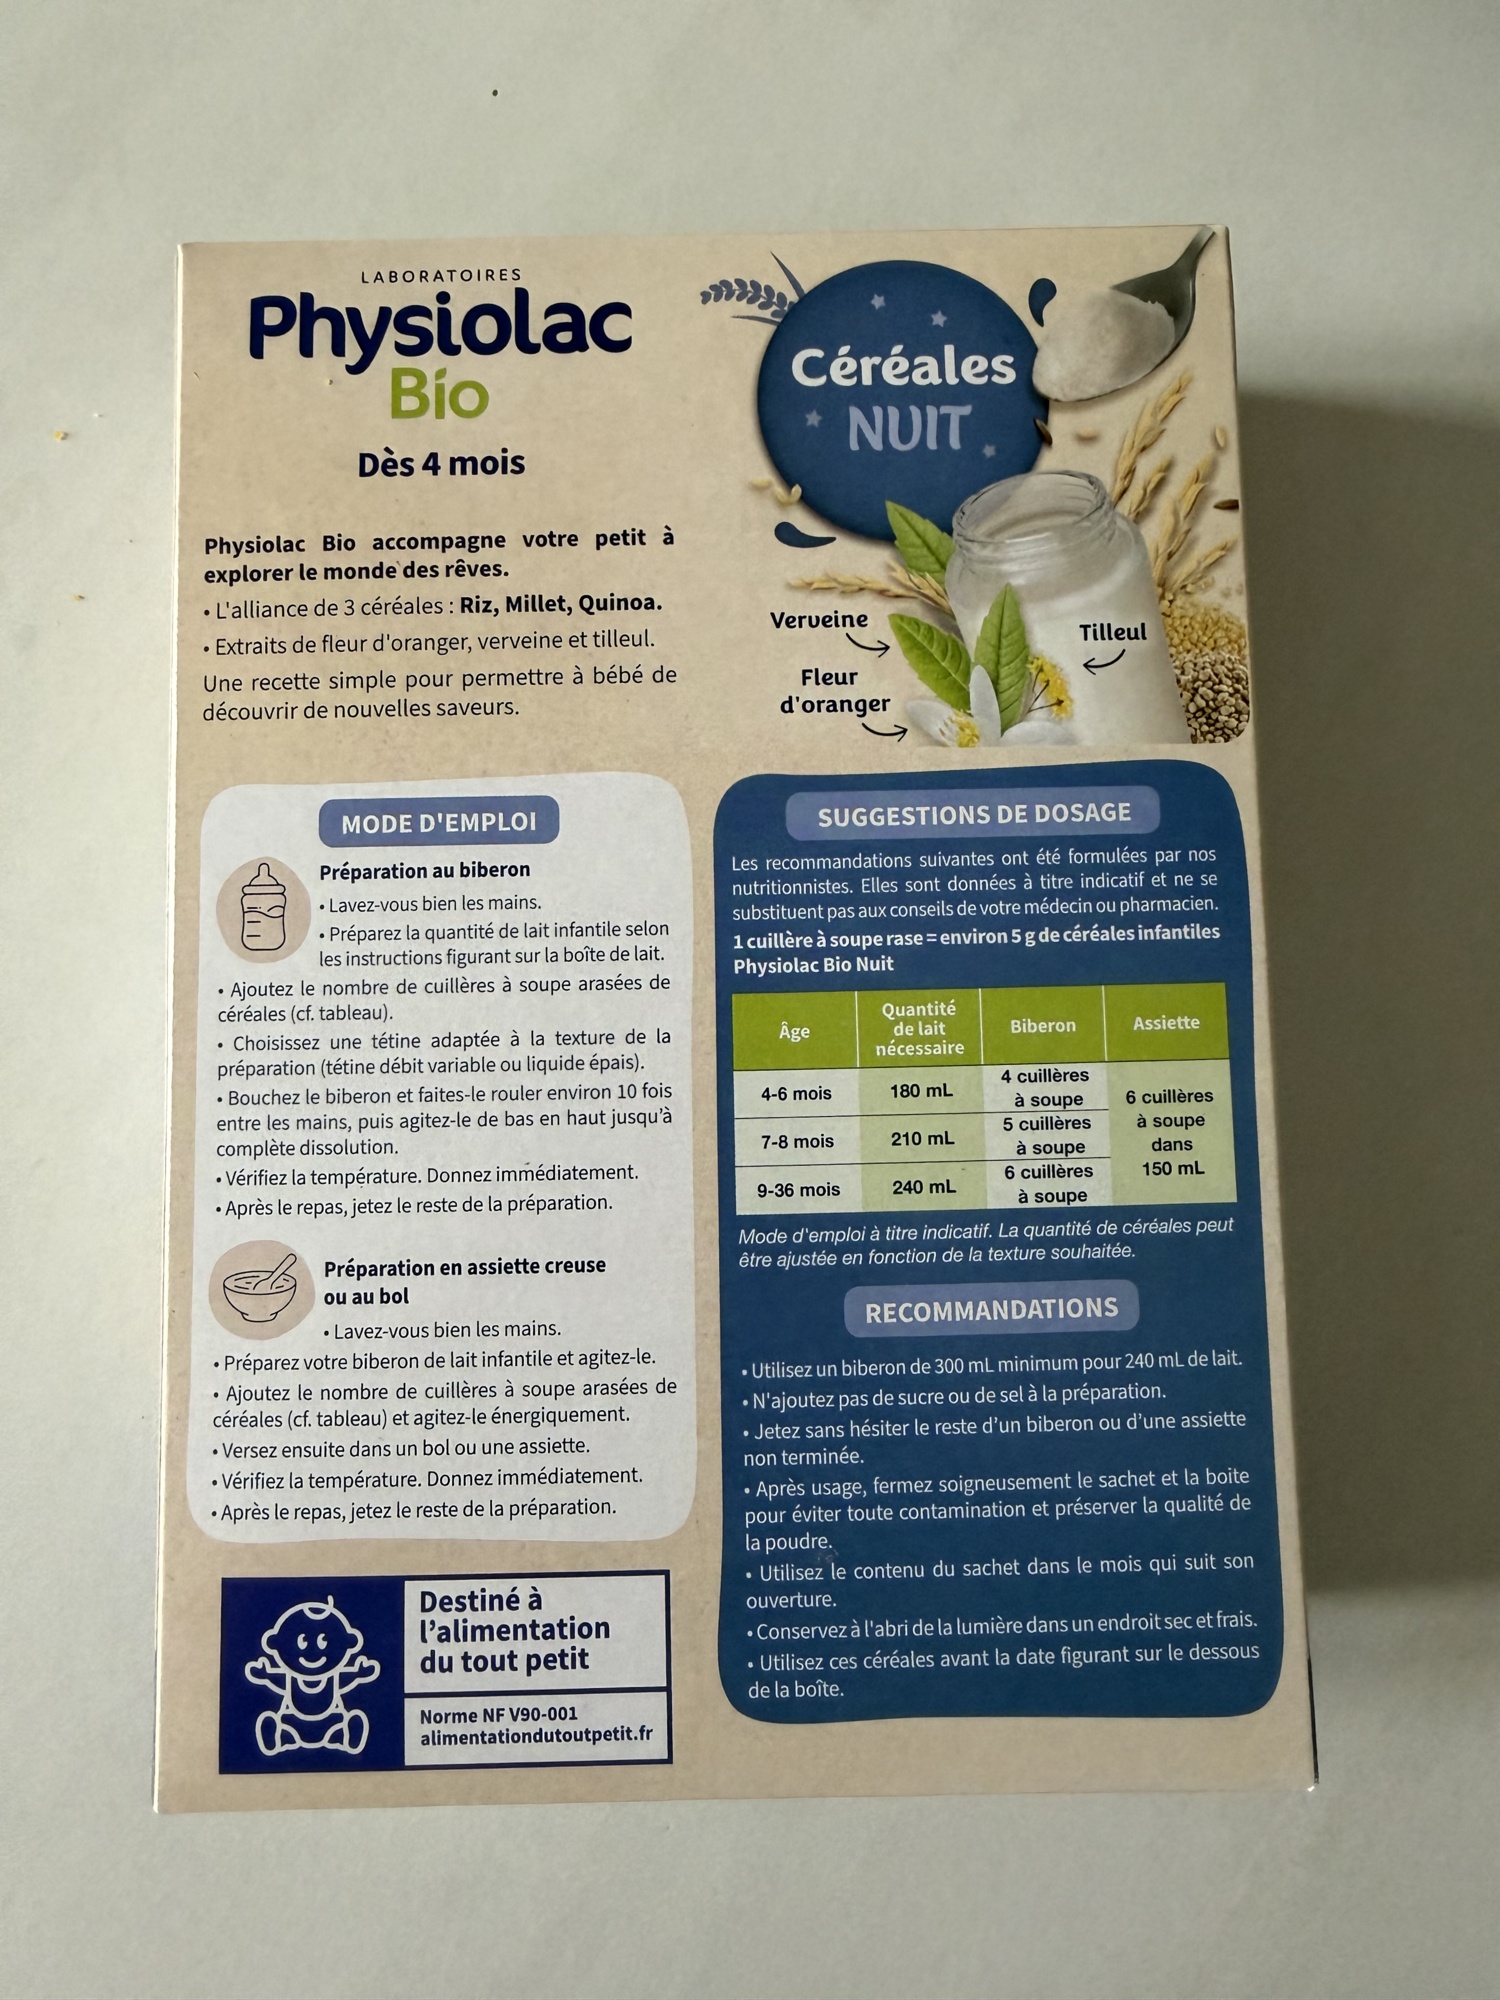 LABORATOIRES
Physiolac
Bio
Dès 4 mois
Céréales
NUIT
Physiolac Bio accompagne votre petit à
explorer le monde des rêves.
• L'alliance de 3 céréales : Riz, Millet, Quinoa.
• Extraits de fleur d'oranger, verveine et tilleul.
Une recette simple pour permettre à bébé de
découvrir de nouvelles saveurs.
Verveine
Tilleul
Fleur
d'oranger
MODE D'EMPLOI
Préparation au biberon
• Lavez-vous bien les mains.
• Préparez la quantité de lait infantile selon
les instructions figurant sur la boîte de lait.
• Ajoutez le nombre de cuillères à soupe arasées de
céréales (cf. tableau).
• Choisissez une tétine adaptée à la texture de la
préparation (tétine débit variable ou liquide épais).
• Bouchez le biberon et faites-le rouler environ 10 fois
entre les mains, puis agitez-le de bas en haut jusqu'à
complète dissolution.
• Vérifiez la température. Donnez immédiatement.
• Après le repas, jetez le reste de la préparation.
Préparation en assiette creuse
ou au bol
• Lavez-vous bien les mains.
• Préparez votre biberon de lait infantile et agitez-le.
• Ajoutez le nombre de cuillères à soupe arasées de
céréales (cf. tableau) et agitez-le énergiquement.
• Versez ensuite dans un bol ou une assiette.
• Vérifiez la température. Donnez immédiatement.
• Après le repas, jetez le reste de la préparation.
Destiné à
l'alimentation
du tout petit
Norme NF V90-001
alimentationdutoutpetit.fr
SUGGESTIONS DE DOSAGE
Les recommandations suivantes ont été formulées par nos
nutritionnistes. Elles sont données à titre indicatif et ne se
substituent pas aux conseils de votre médecin ou pharmacien.
1 cuillère à soupe rase = environ 5 g de céréales infantiles
Physiolac Bio Nuit
Âge
Quantité
de lait
nécessaire
Biberon
Assiette
4-6 mois
180 mL
4 cuillères
à soupe
7-8 mois
210 mL
5 cuillères
à soupe
9-36 mois
240 mL
6 cuillères
à soupe
6 cuillères
à soupe
dans
150 mL
Mode d'emploi à titre indicatif. La quantité de céréales peut
être ajustée en fonction de la texture souhaitée.
RECOMMANDATIONS
• Utilisez un biberon de 300 mL minimum pour 240 mL de lait.
• N'ajoutez pas de sucre ou de sel à la préparation.
• Jetez sans hésiter le reste d'un biberon ou d'une assiette
non terminée.
• Après usage, fermez soigneusement le sachet et la boite
pour éviter toute contamination et préserver la qualité de
la poudre.
• Utilisez le contenu du sachet dans le mois qui suit son
ouverture.
• Conservez à l'abri de la lumière dans un endroit sec et frais.
• Utilisez ces céréales avant la date figurant sur le dessous
de la boîte.